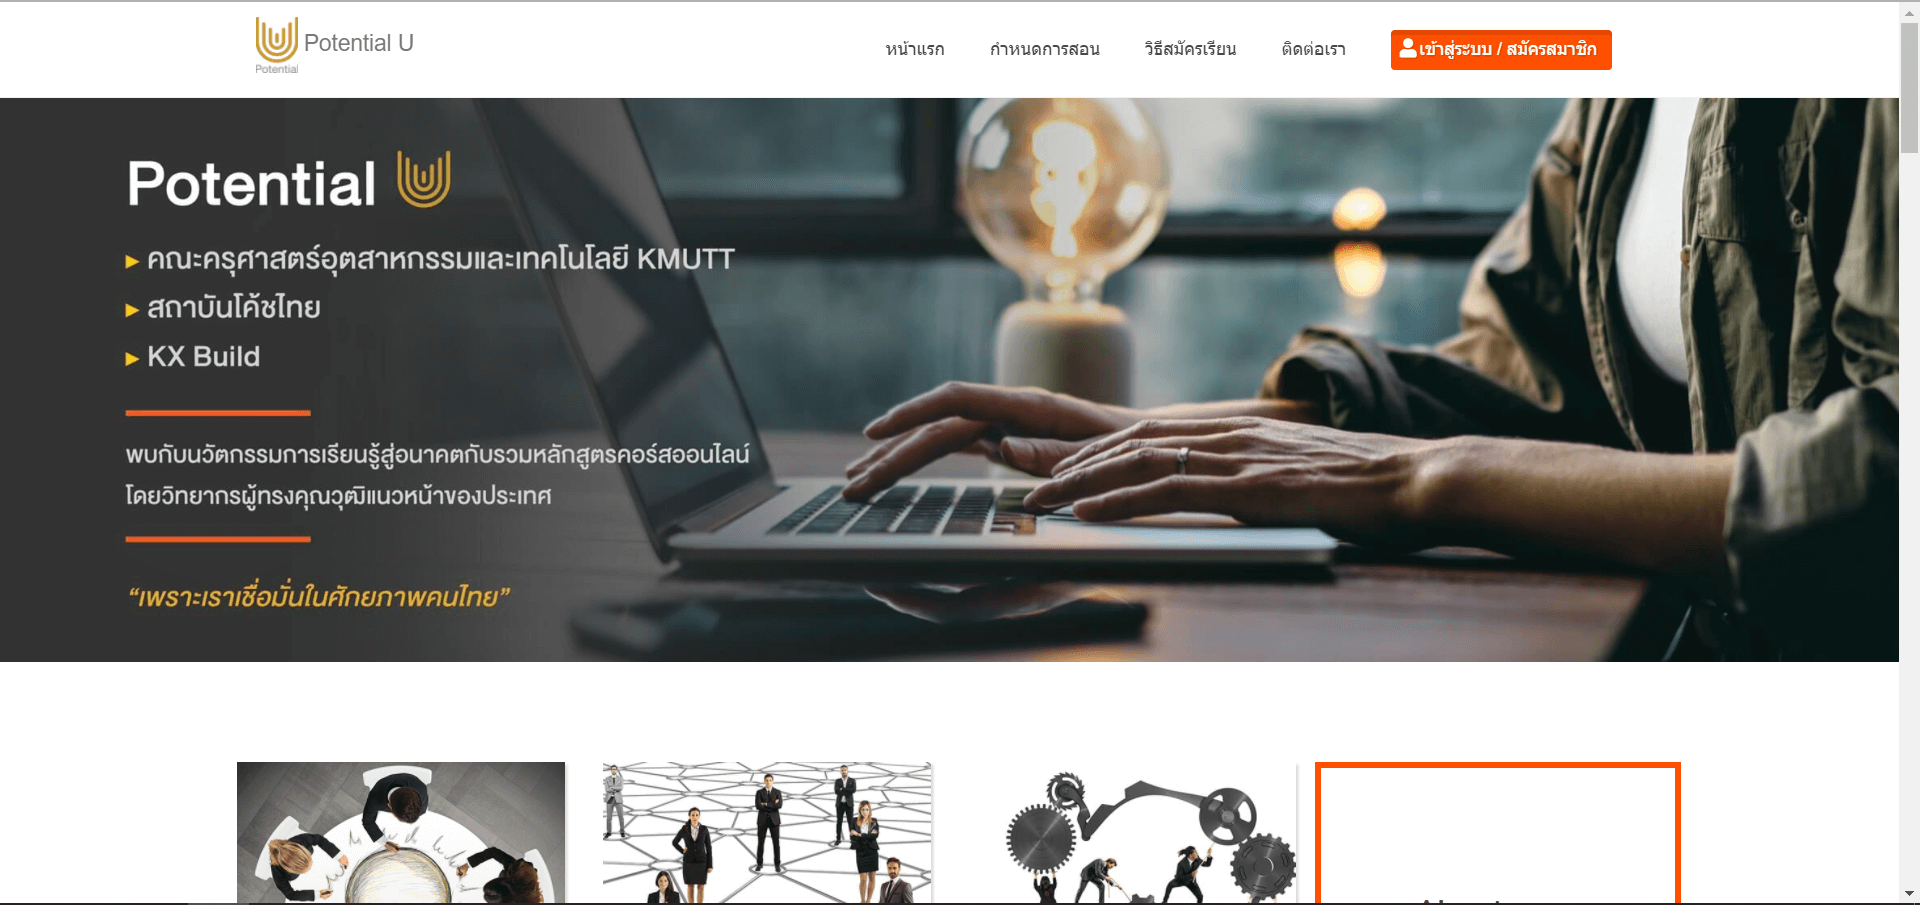 Potential
Potential U
หน้าแรก
กำหนดการสอน
วิธีสมัครเรียน
ติดต่อเรา
เข้าสู่ระบบ / สมัครสมาชิก
Potential
คณะครุศาสตร์อุตสาหกรรมและเทคโนโลยี KMUTT
สถาบันโค้ชไทย
KX Build
พบกับนวัตกรรมการเรียนรู้สู่อนาคตกับรวมหลักสูตรคอร์สออนไลน์
โดยวิทยากรผู้ทรงคุณวุฒิแนวหน้าของประเทศ
“เพราะเราเชื่อมั่นในศักยภาพคนไทย”